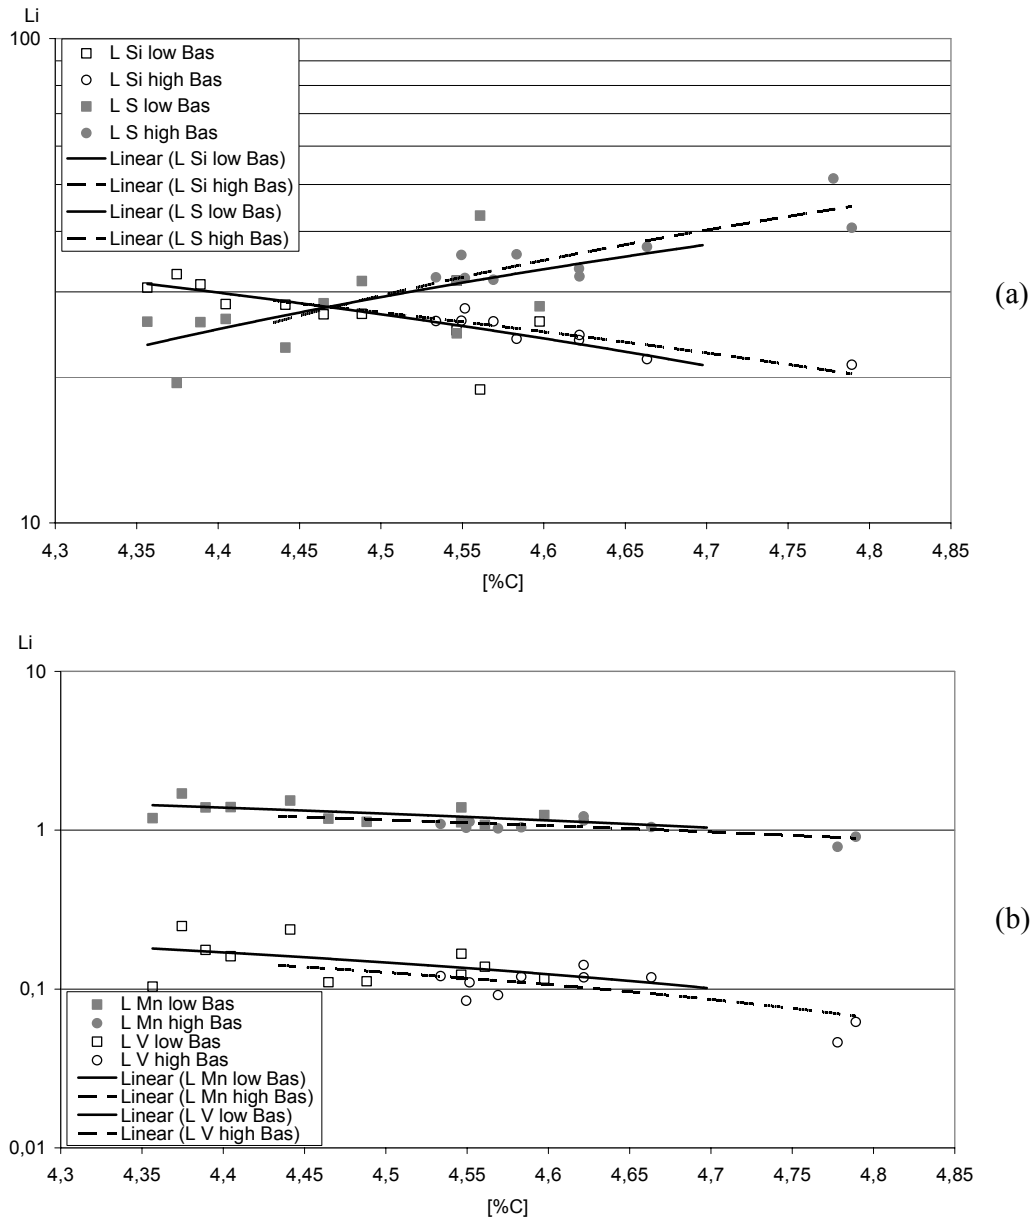 Li
100
L Si low Bas
L Si high Bas
L S low Bas
L S high Bas
Linear (L Si low Bas)
Linear (L Si high Bas)
Linear (L S low Bas)
Linear (L S high Bas)
(a)
10
4,3 4,35 4,4 4,45 4,5 4,55 4,6 4,65 4,7 4,75 4,8 4,85
[%C]
Li
10
1
(b)
0,1
L Mn low Bas
L Mn high Bas
L V low Bas
L V high Bas
Linear (L Mn low Bas)
Linear (L Mn high Bas)
Linear (L V low Bas)
Linear (L V high Bas)
0,01
4,3 4,35 4,4 4,45 4,5 4,55 4,6 4,65 4,7 4,75 4,8 4,85
[%C]